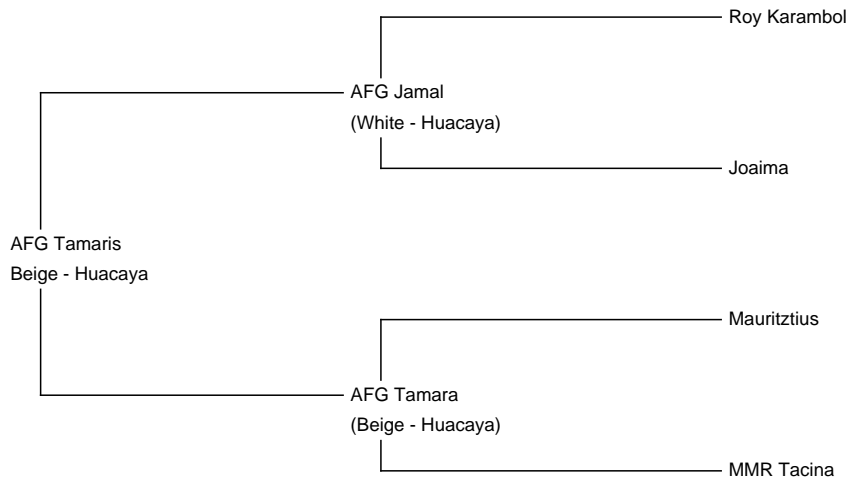 Roy Karambol
AFG Jamal
(White - Huacaya)
Joaima
AFG Tamaris
Beige - Huacaya
Mauritztius
AFG Tamara
(Beige - Huacaya)
MMR Tacina